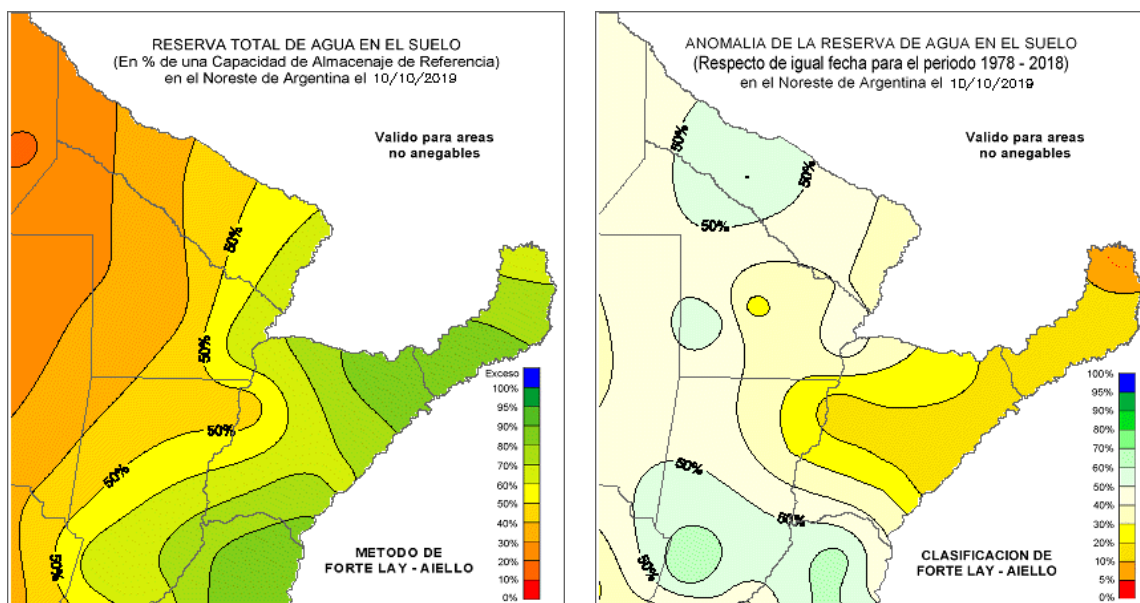 RESERVA TOTAL DE AGUA EN EL SUELO
(En % de una Capacidad de Almacenaje de Referencia)
en el Noreste de Argentina el 10/10/2019
Valido para areas
no anegables
50%
50%
50%
50%
50%
Exceso
100%
95%
90%
80%
70%
60%
50%
40%
30%
20%
10%
0%
METODO DE
FORTE LAY - AIELLO
ANOMALIA DE LA RESERVA DE AGUA EN EL SUELO
(Respecto de igual fecha para el periodo 1978 - 2018)
en el Noreste de Argentina el 10/10/2019
Valido para areas
no anegables
50%
50%
50%
50%
50%
50%
100%
95%
90%
80%
70%
60%
50%
40%
30%
20%
10%
5%
0%
CLASIFICACION DE
FORTE LAY - AIELLO